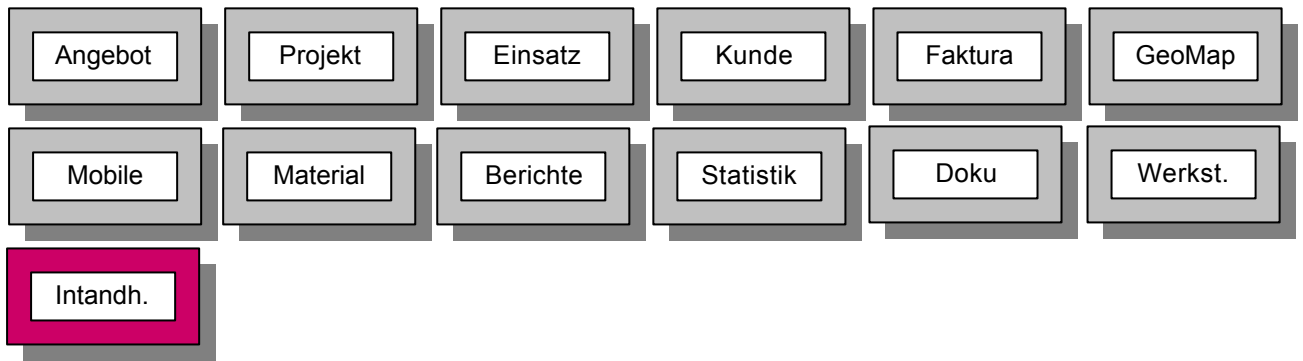 Angebot Projekt Einsatz Kunde Faktura GeoMap
Mobile Material Berichte Statistik Doku Werkst.
Intandh.